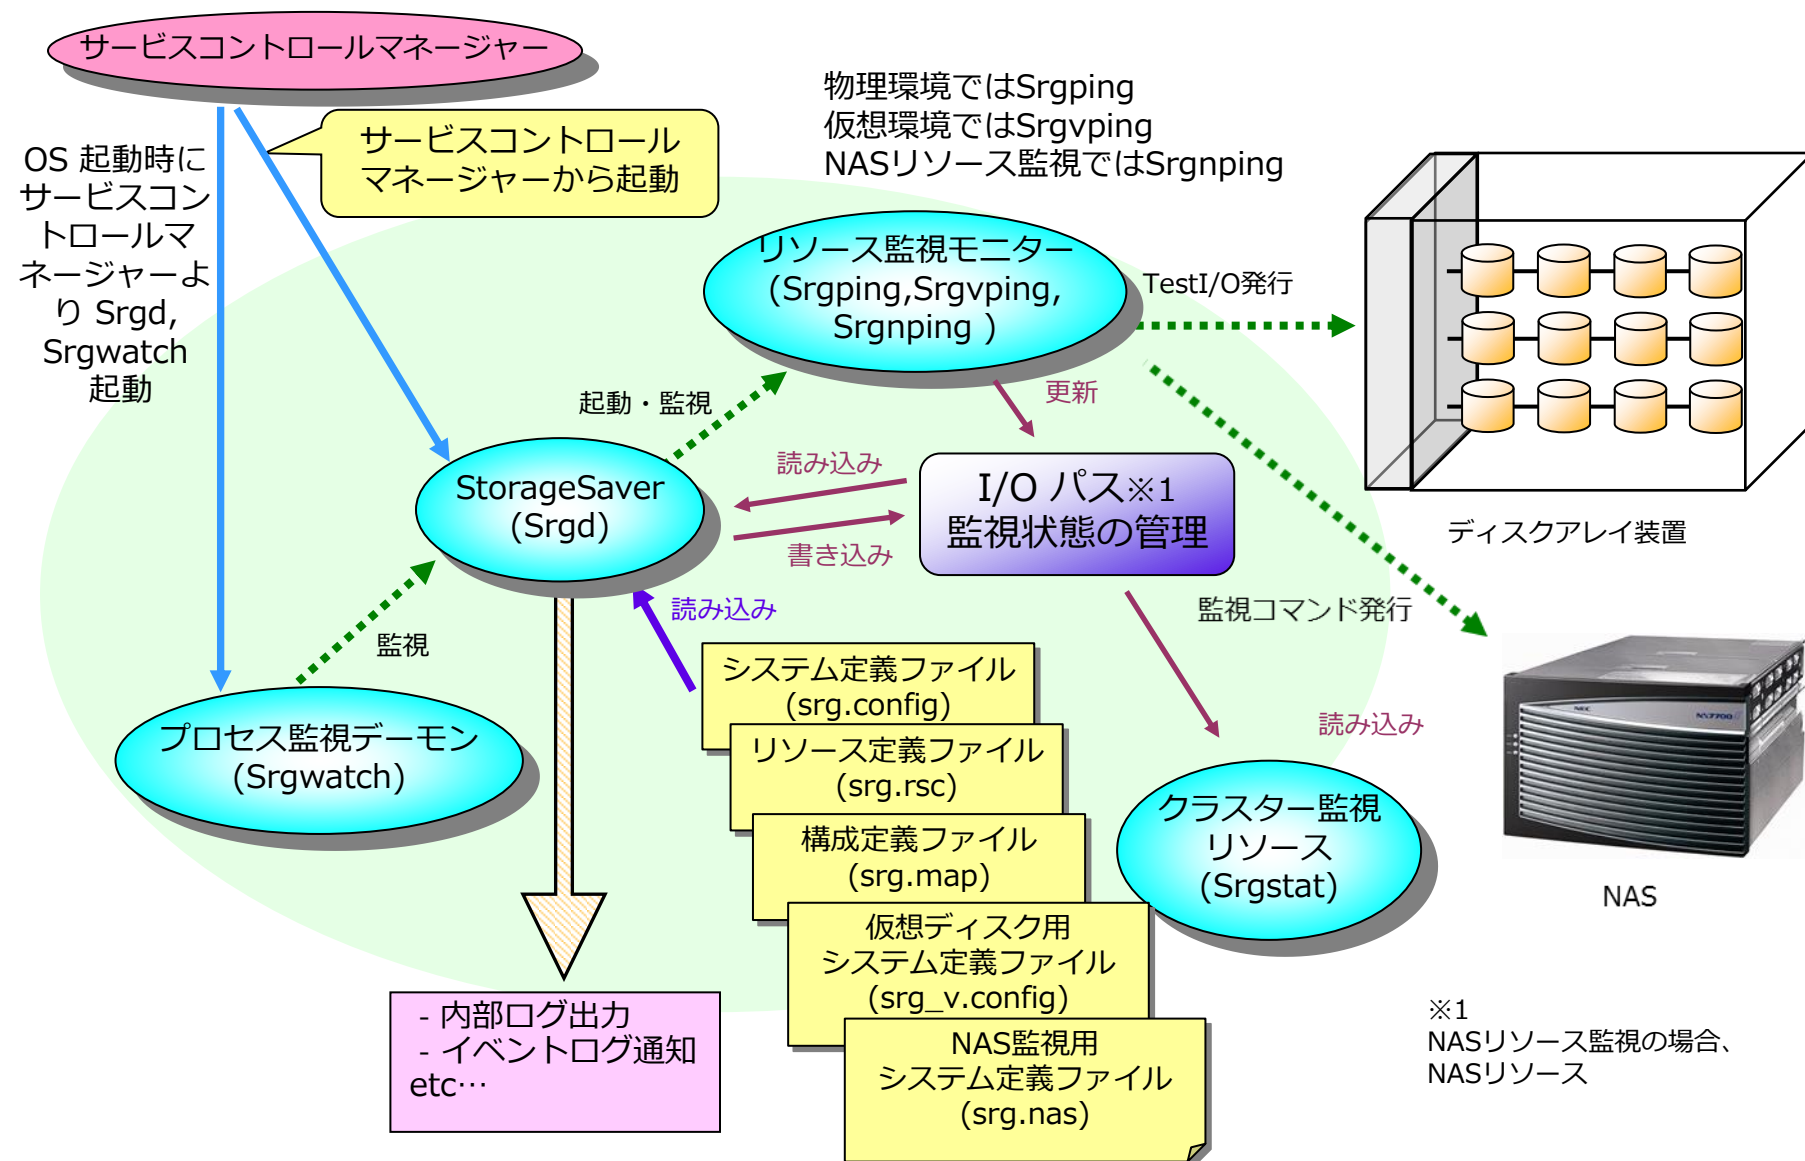 サービスコントロールマネージャー
サービスコントロール
マネージャーから起動
OS 起動時に
サービスコン
トロールマ
ネージャーよ
り Srgd,
Srgwatch
起動
物理環境ではSrgping
仮想環境ではSrgvping
NASリソース監視ではSrgnping
リソース監視モニター
(Srgping,Srgvping,
Srgnping )
TestI/O発行
起動・監視
更新
読み込み
書き込み
StorageSaver
(Srgd)
I/O パス※1
監視状態の管理
ディスクアレイ装置
監視
読み込み
監視コマンド発行
読み込み
プロセス監視デーモン
(Srgwatch)
システム定義ファイル
(srg.config)
リソース定義ファイル
(srg.rsc)
構成定義ファイル
(srg.map)
仮想ディスク用
システム定義ファイル
(srg_v.config)
NAS監視用
システム定義ファイル
(srg.nas)
クラスター監視
リソース
(Srgstat)
NEC
NX7700i
NAS
- 内部ログ出力
- イベントログ通知
etc…
※1
NASリソース監視の場合、
NASリソース